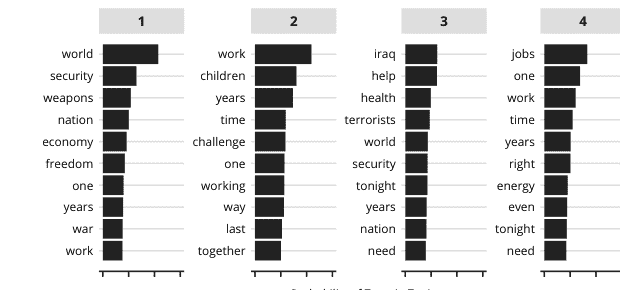 1
world
security
weapons
nation
economy
freedom
one
years
war
work
2
work
children
years
time
challenge
one
working
way
last
together
3
iraq
help
health
terrorists
world
security
tonight
years
nation
need
4
jobs
one
work
time
years
right
energy
even
tonight
need